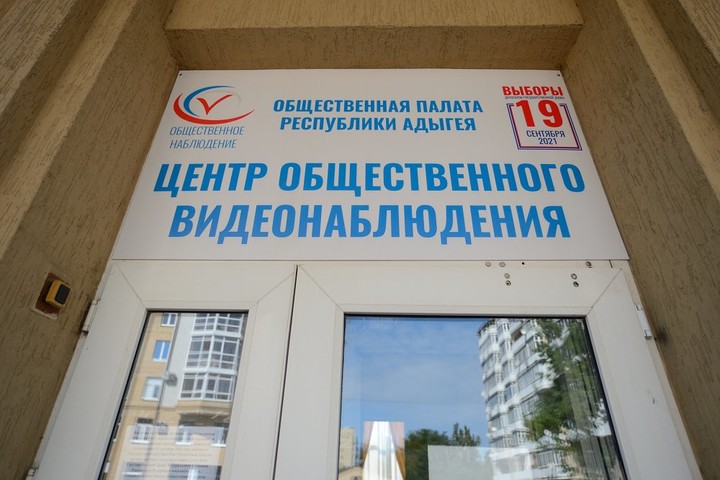 ОБЩЕСТВЕННОЕ
НАБЛЮДЕНИЕ
ОБЩЕСТВЕННАЯ ПАЛАТА
РЕСПУБЛИКИ АДЫГЕЯ
ВЫБОРЫ
19
СЕНТЯБРЯ
2021
ЦЕНТР ОБЩЕСТВЕННОГО
ВИДЕОНАБЛЮДЕНИЯ